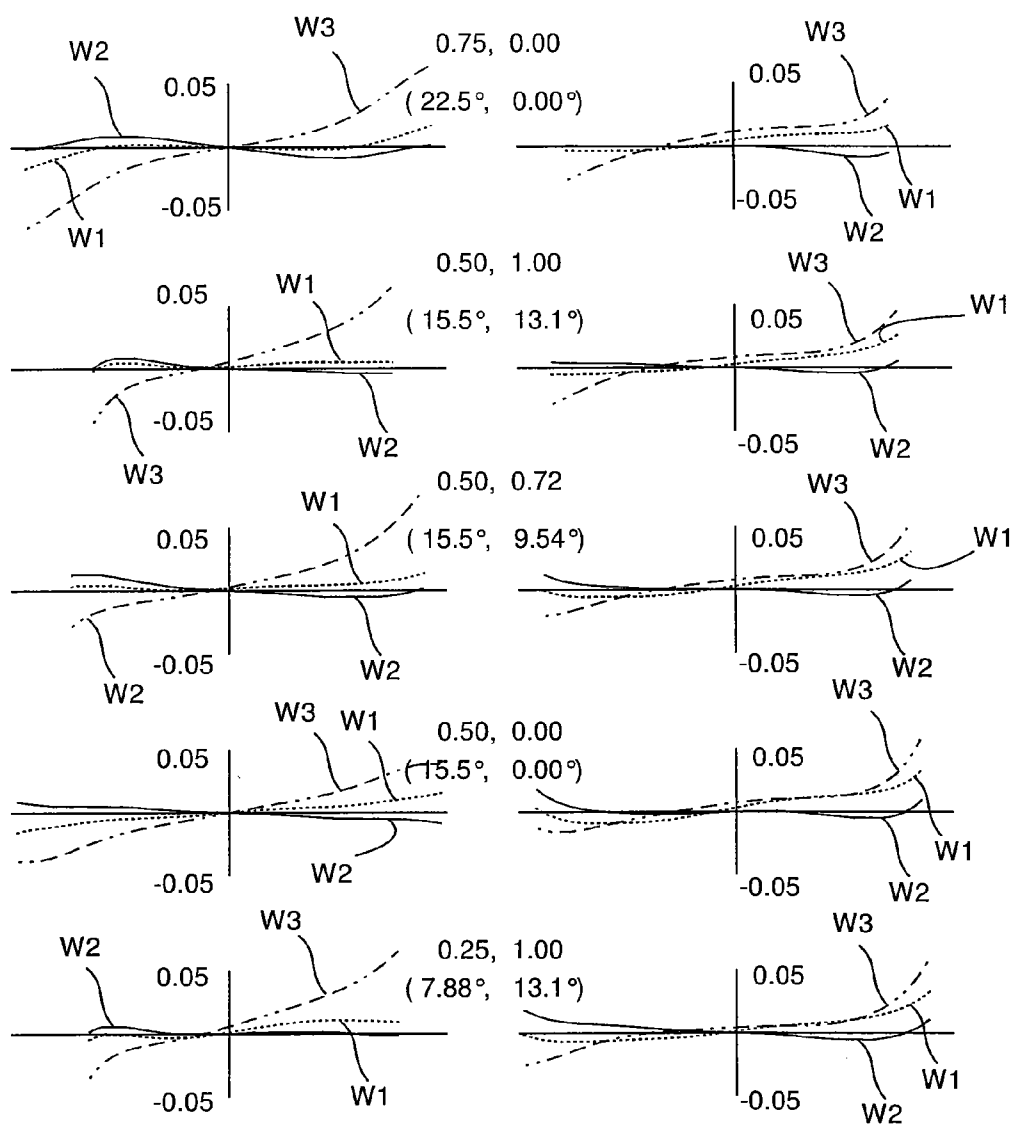 W2 W3 0.75, 0.00 W3
0.05 (22.5°, 0.00°) 0.05
-0.05 -0.05 W1
W1 W2
W1 0.50, 1.00 W3
0.05 (15.5°, 13.1°) 0.05 W1
-0.05 -0.05
W3 W2 W2
W1 0.50, 0.72 W3
0.05 (15.5°, 9.54°) 0.05 W1
-0.05 -0.05
W2 W2 W2
W3 W1 0.50, 0.00 W3
0.05 (15.5°, 0.00°) 0.05
-0.05 W2 -0.05 W2 W1
W2 W3 0.25, 1.00 W3
0.05 (7.88°, 13.1°) 0.05
-0.05 W1 -0.05 W2 W1